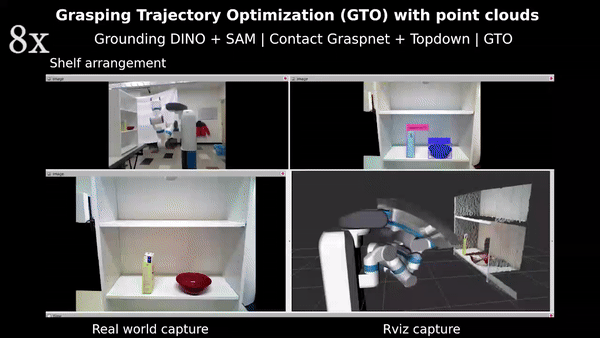 Grasping Trajectory Optimization (GTO) with point clouds
8x
Grounding DINO + SAM | Contact Graspnet + Topdown | GTO
Shelf arrangement
Image
Image
Image
Real world capture
Rviz capture